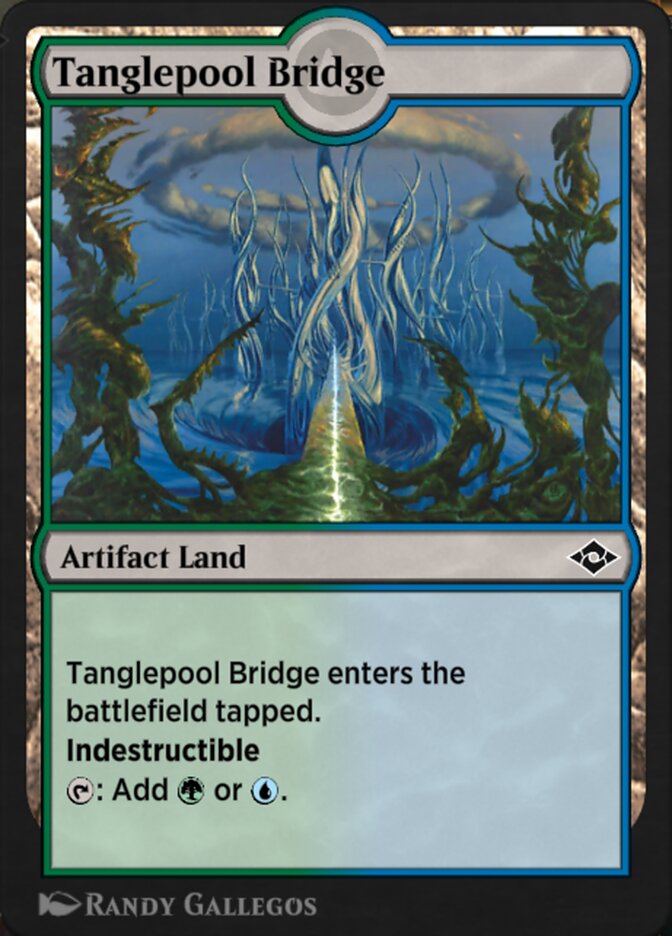 Tanglepool Bridge
Artifact Land
Tanglepool Bridge enters the
battlefield tapped.
Indestructible
: Add or .
RANDY GALLEGOS